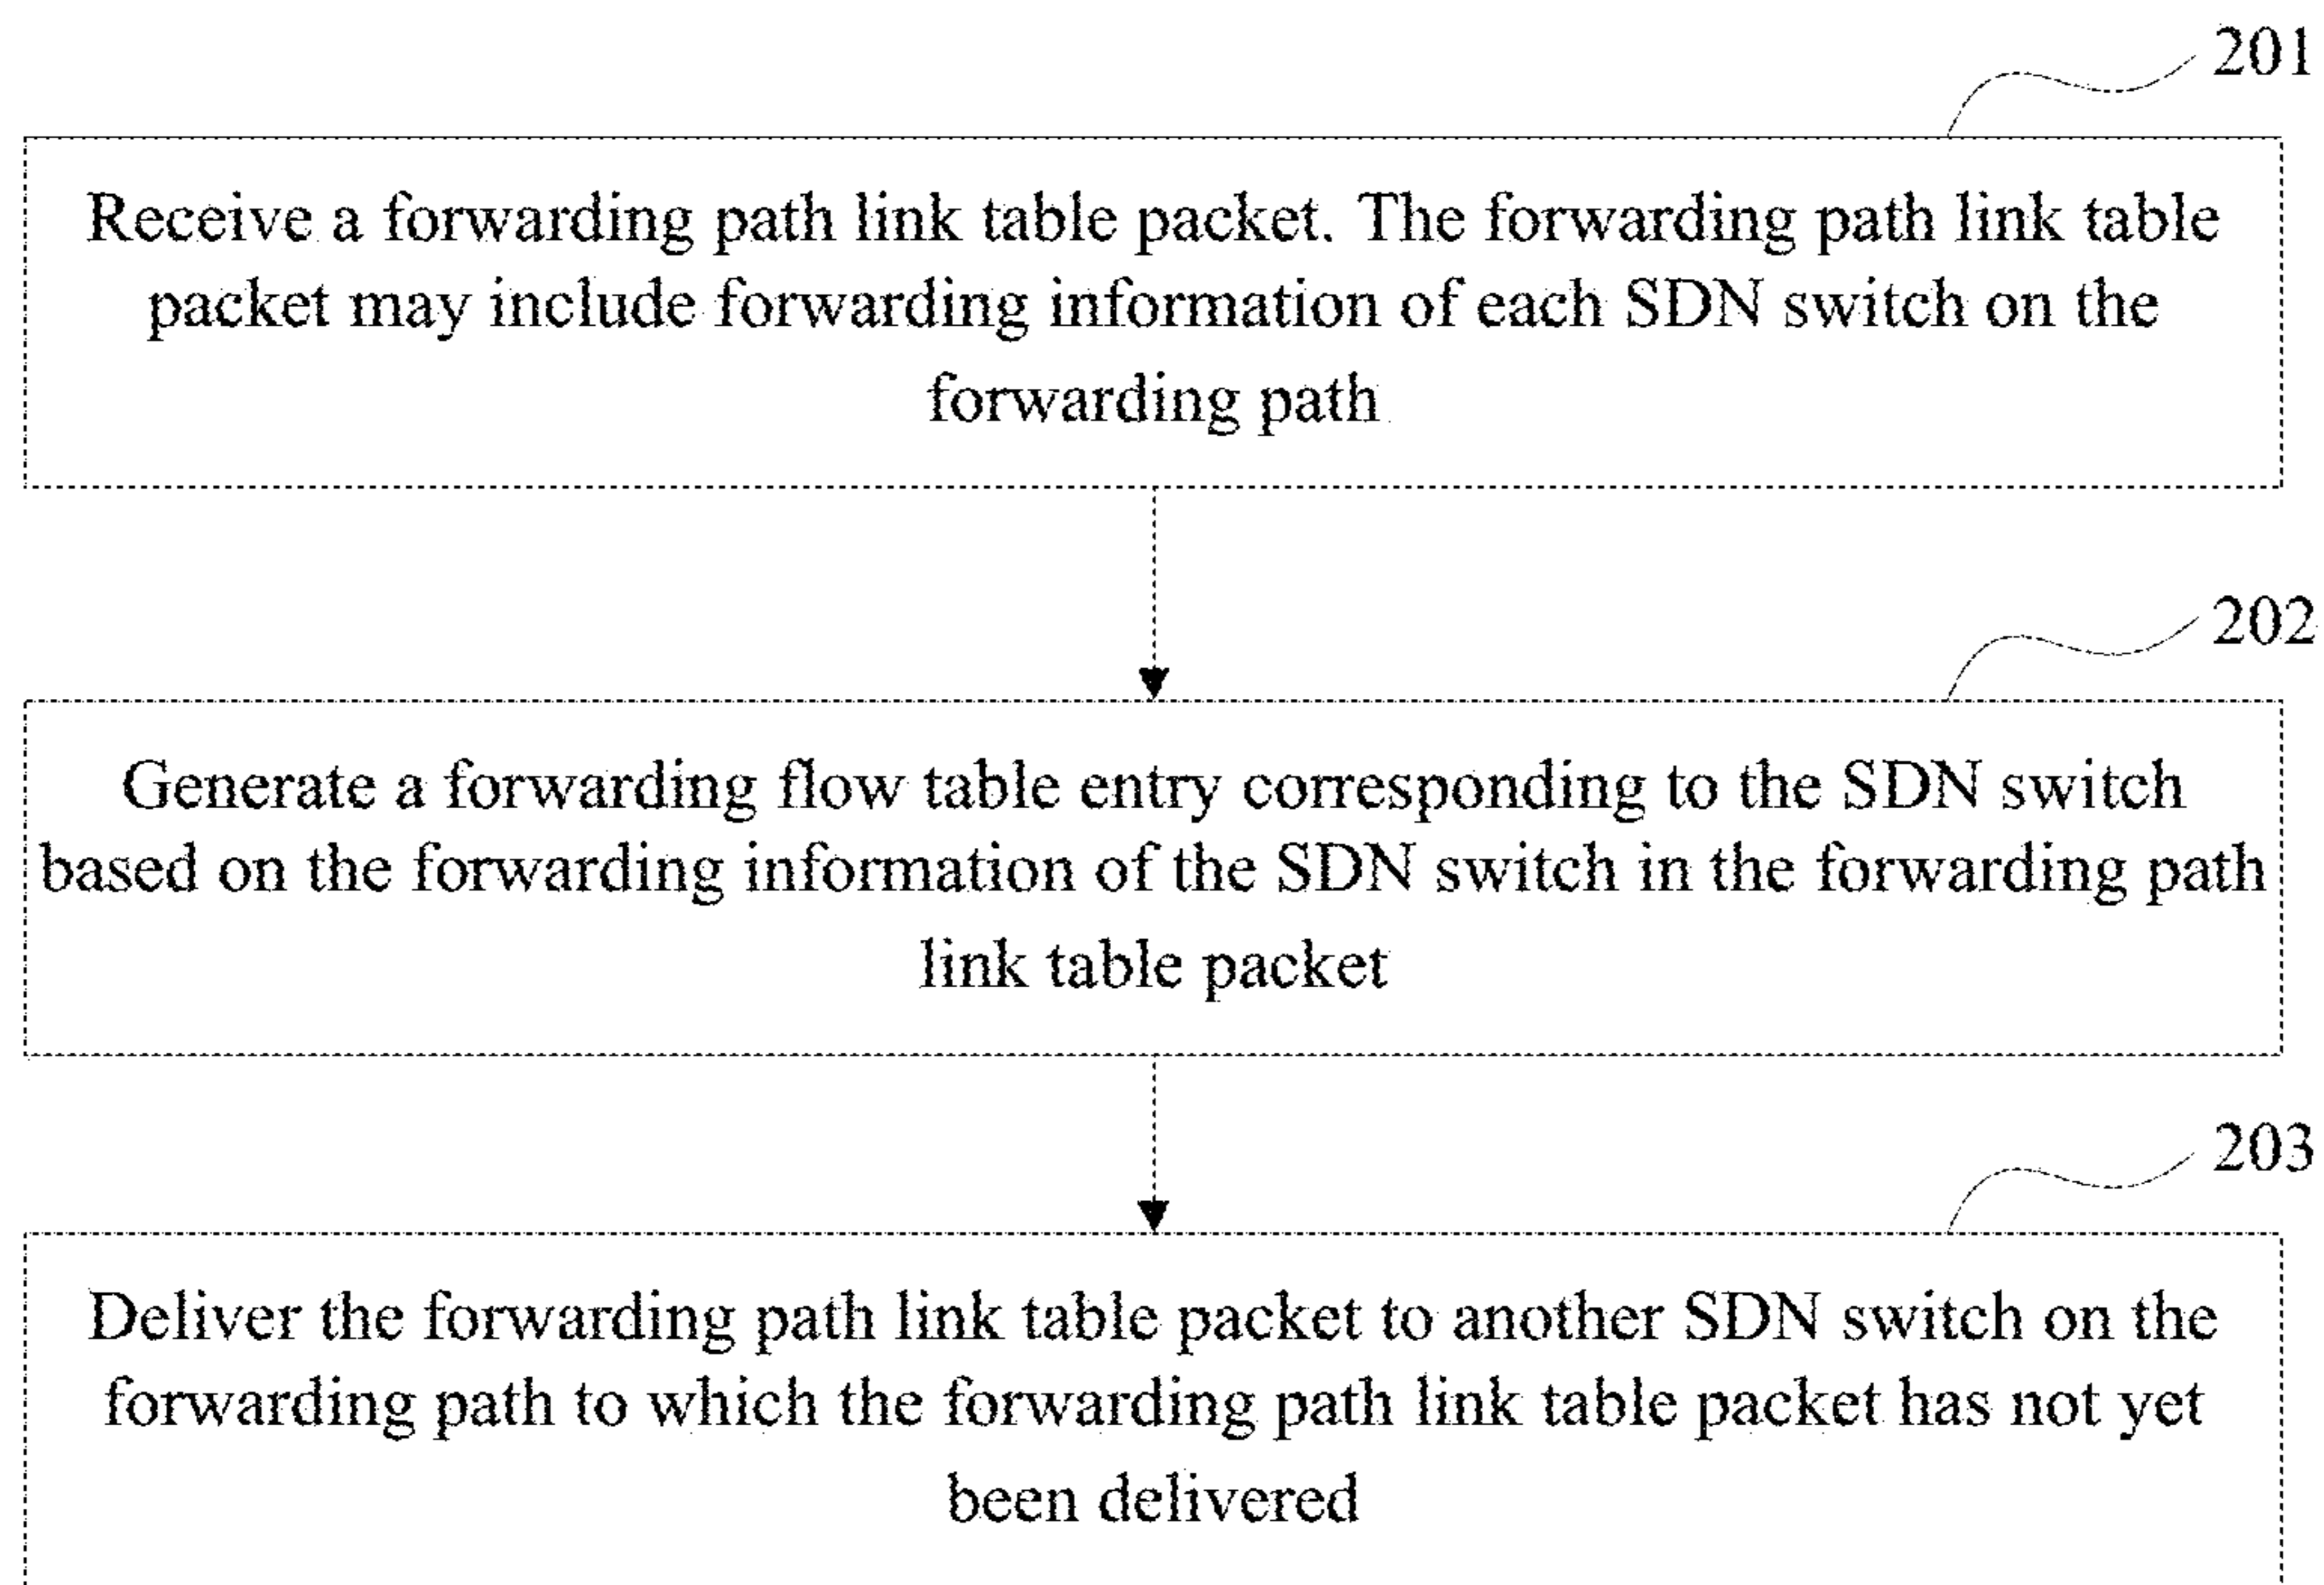 201
Receive a forwarding path link table packet. The forwarding path link table
packet may include forwarding information of each SDN switch on the
forwarding path
202
Generate a forwarding flow table entry corresponding to the SDN switch
based on the forwarding information of the SDN switch in the forwarding path
link table packet
203
Deliver the forwarding path link table packet to another SDN switch on the
forwarding path to which the forwarding path link table packet has not yet
been delivered